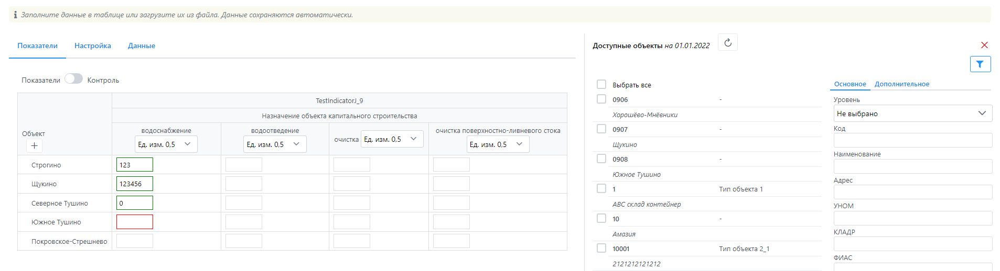 Заполните данные в таблице или загрузите их из файла. Данные сохраняются автоматически.
Показатели Настройка Данные
Показатели Контроль
TestIndicatorJ_9
Назначение объекта капитального строительства
Объект
водоснабжение
Ед. изм. 0,5
водоотведение
Ед. изм. 0,5
очистка Ед. изм. 0,5
очистка поверхностно-ливневого стока
Ед. изм. 0,5
Строгино 123
Щукино 123456
Северное Тушино 0
Южное Тушино
Покровское-Стрешнево
Доступные объекты на 01.01.2022
Выбрать все
0906 -
Хорошёво-Мнёвники
0907 -
Щукино
0908 -
Южное Тушино
1 Тип объекта 1
АВС склад контейнер
10 -
Амазия
10001 Тип объекта 2_1
2121212121212
Основное Дополнительное
Уровень
Не выбрано
Код
Наименование
Адрес
УНОМ
КЛАДР
ФИАС